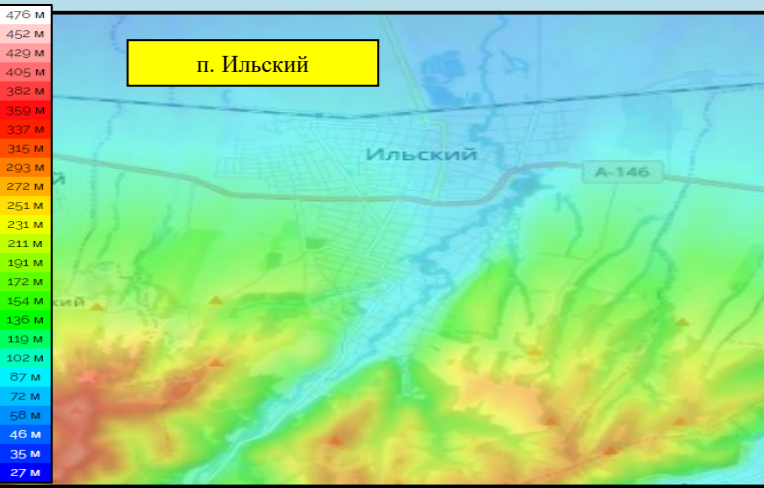 476 м
452 м
429 м
405 м
382 м
359 м
337 м
315 м
293 м
272 м
251 м
231 м
211 м
191 м
172 м
154 м
136 м
119 м
102 м
87 м
72 м
58 м
46 м
35 м
27 м
п. Ильский
Ильский
А-146
й
кий